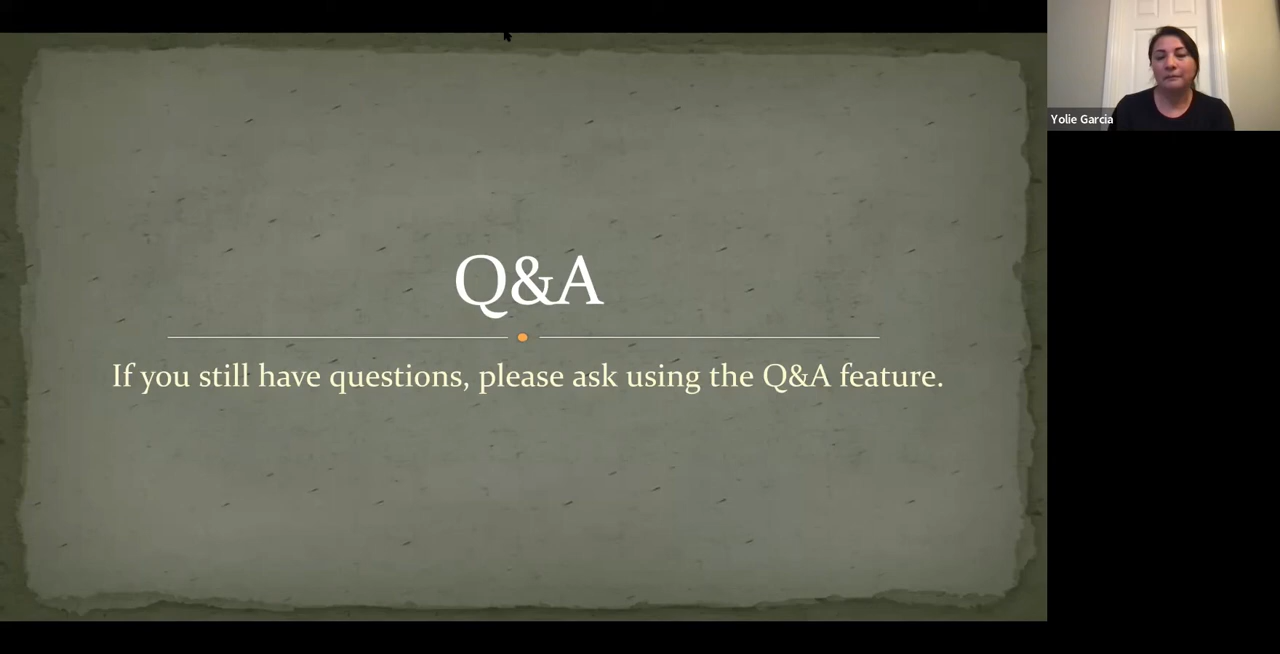 Yolie Garcia
Q&A
If you still have questions, please ask using the Q&A feature.